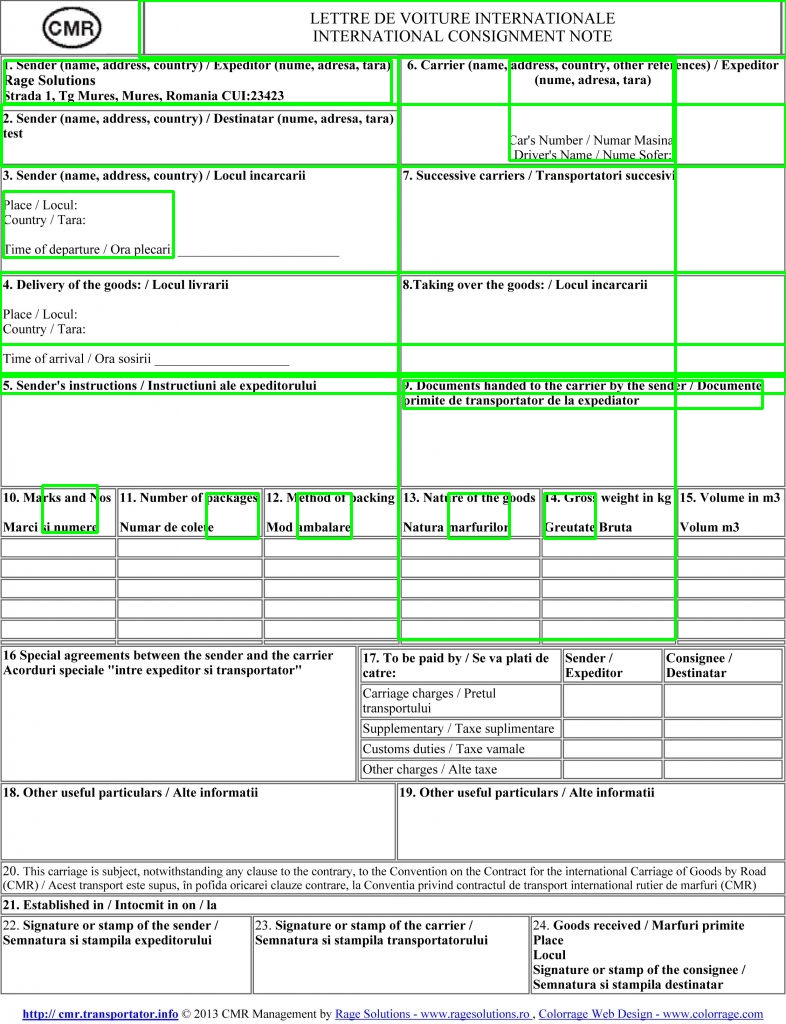 CMR
LETTRE DE VOITURE INTERNATIONALE
INTERNATIONAL CONSIGNMENT NOTE
1. Sender (name, address, country) / Expeditor (nume, adresa, tara)
Rage Solutions
Strada 1, Tg Mures, Mures, Romania CUI:23423
6. Carrier (name, address, country, other references) / Expeditor
(nume, adresa, tara)
Car's Number / Numar Masina
Driver's Name / Nume Sofer:
2. Sender (name, address, country) / Destinatar (nume, adresa, tara)
test
3. Sender (name, address, country) / Locul incarcarii
Place / Locul:
Country / Tara:
Time of departure / Ora plecarii ________________________
7. Successive carriers / Transportatori succesivi
4. Delivery of the goods: / Locul livrarii
Place / Locul:
Country / Tara:
Time of arrival / Ora sosirii ____________________
8.Taking over the goods: / Locul incarcarii
5. Sender's instructions / Instructiuni ale expeditorului
9. Documents handed to the carrier by the sender / Documente
primite de transportator de la expediator
10. Marks and Nos
Marci si numere
11. Number of packages
Numar de colete
12. Method of packing
Mod ambalare
13. Nature of the goods
Natura marfurilor
14. Gross weight in kg
Greutate Bruta
15. Volume in m3
Volum m3
16 Special agreements between the sender and the carrier
Acorduri speciale "intre expeditor si transportator"
17. To be paid by / Se va plati de
catre:
Sender /
Expeditor
Consignee /
Destinatar
Carriage charges / Pretul
transportului
Supplementary / Taxe suplimentare
Customs duties / Taxe vamale
Other charges / Alte taxe
18. Other useful particulars / Alte informatii
19. Other useful particulars / Alte informatii
20. This carriage is subject, notwithstanding any clause to the contrary, to the Convention on the Contract for the international Carriage of Goods by Road
(CMR) / Acest transport este supus, în pofida oricarei clauze contrare, la Conventia privind contractul de transport international rutier de marfuri (CMR)
21. Established in / Intocmit in on / la
22. Signature or stamp of the sender /
Semnatura si stampila expeditorului
23. Signature or stamp of the carrier /
Semnatura si stampila transportatorului
24. Goods received / Marfuri primite
Place
Locul
Signature or stamp of the consignee /
Semnatura si stampila destinatar
http:// cmr.transportator.info © 2013 CMR Management by Rage Solutions - www.ragesolutions.ro , Colorrage Web Design - www.colorrage.com